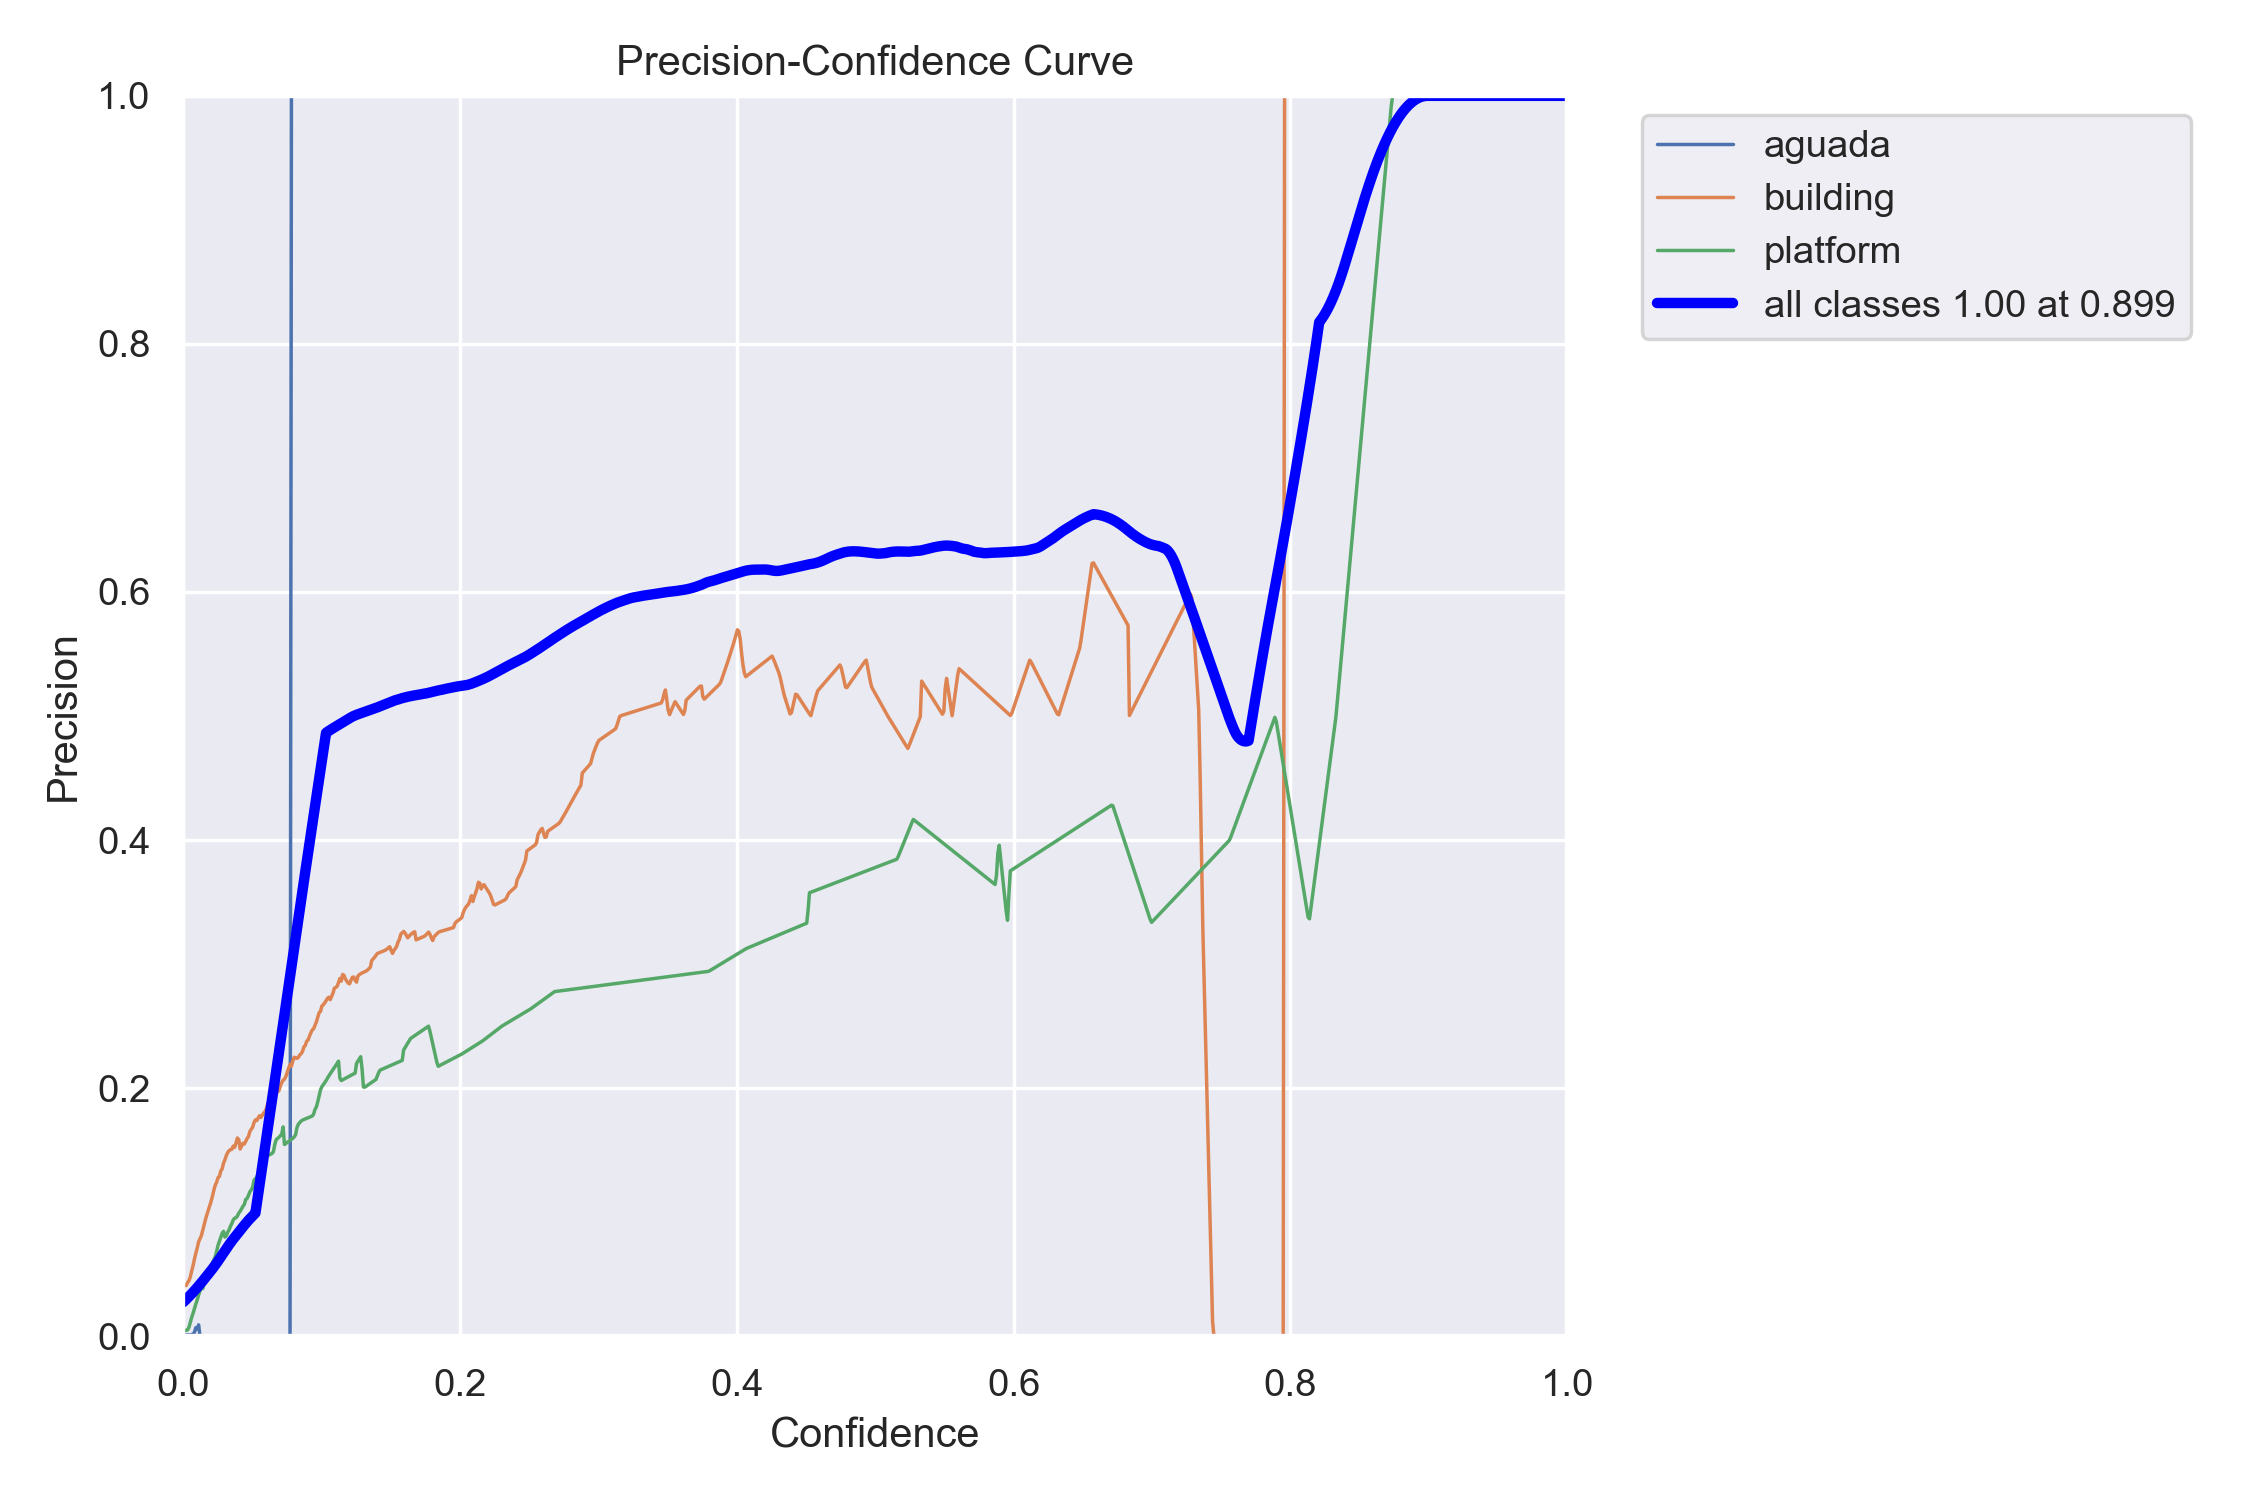 Precision-Confidence Curve
1.0
0.8
0.6
0.4
0.2
0.0
Precision
0.0 0.2 0.4 0.6 0.8 1.0
Confidence
aguada
building
platform
all classes 1.00 at 0.899